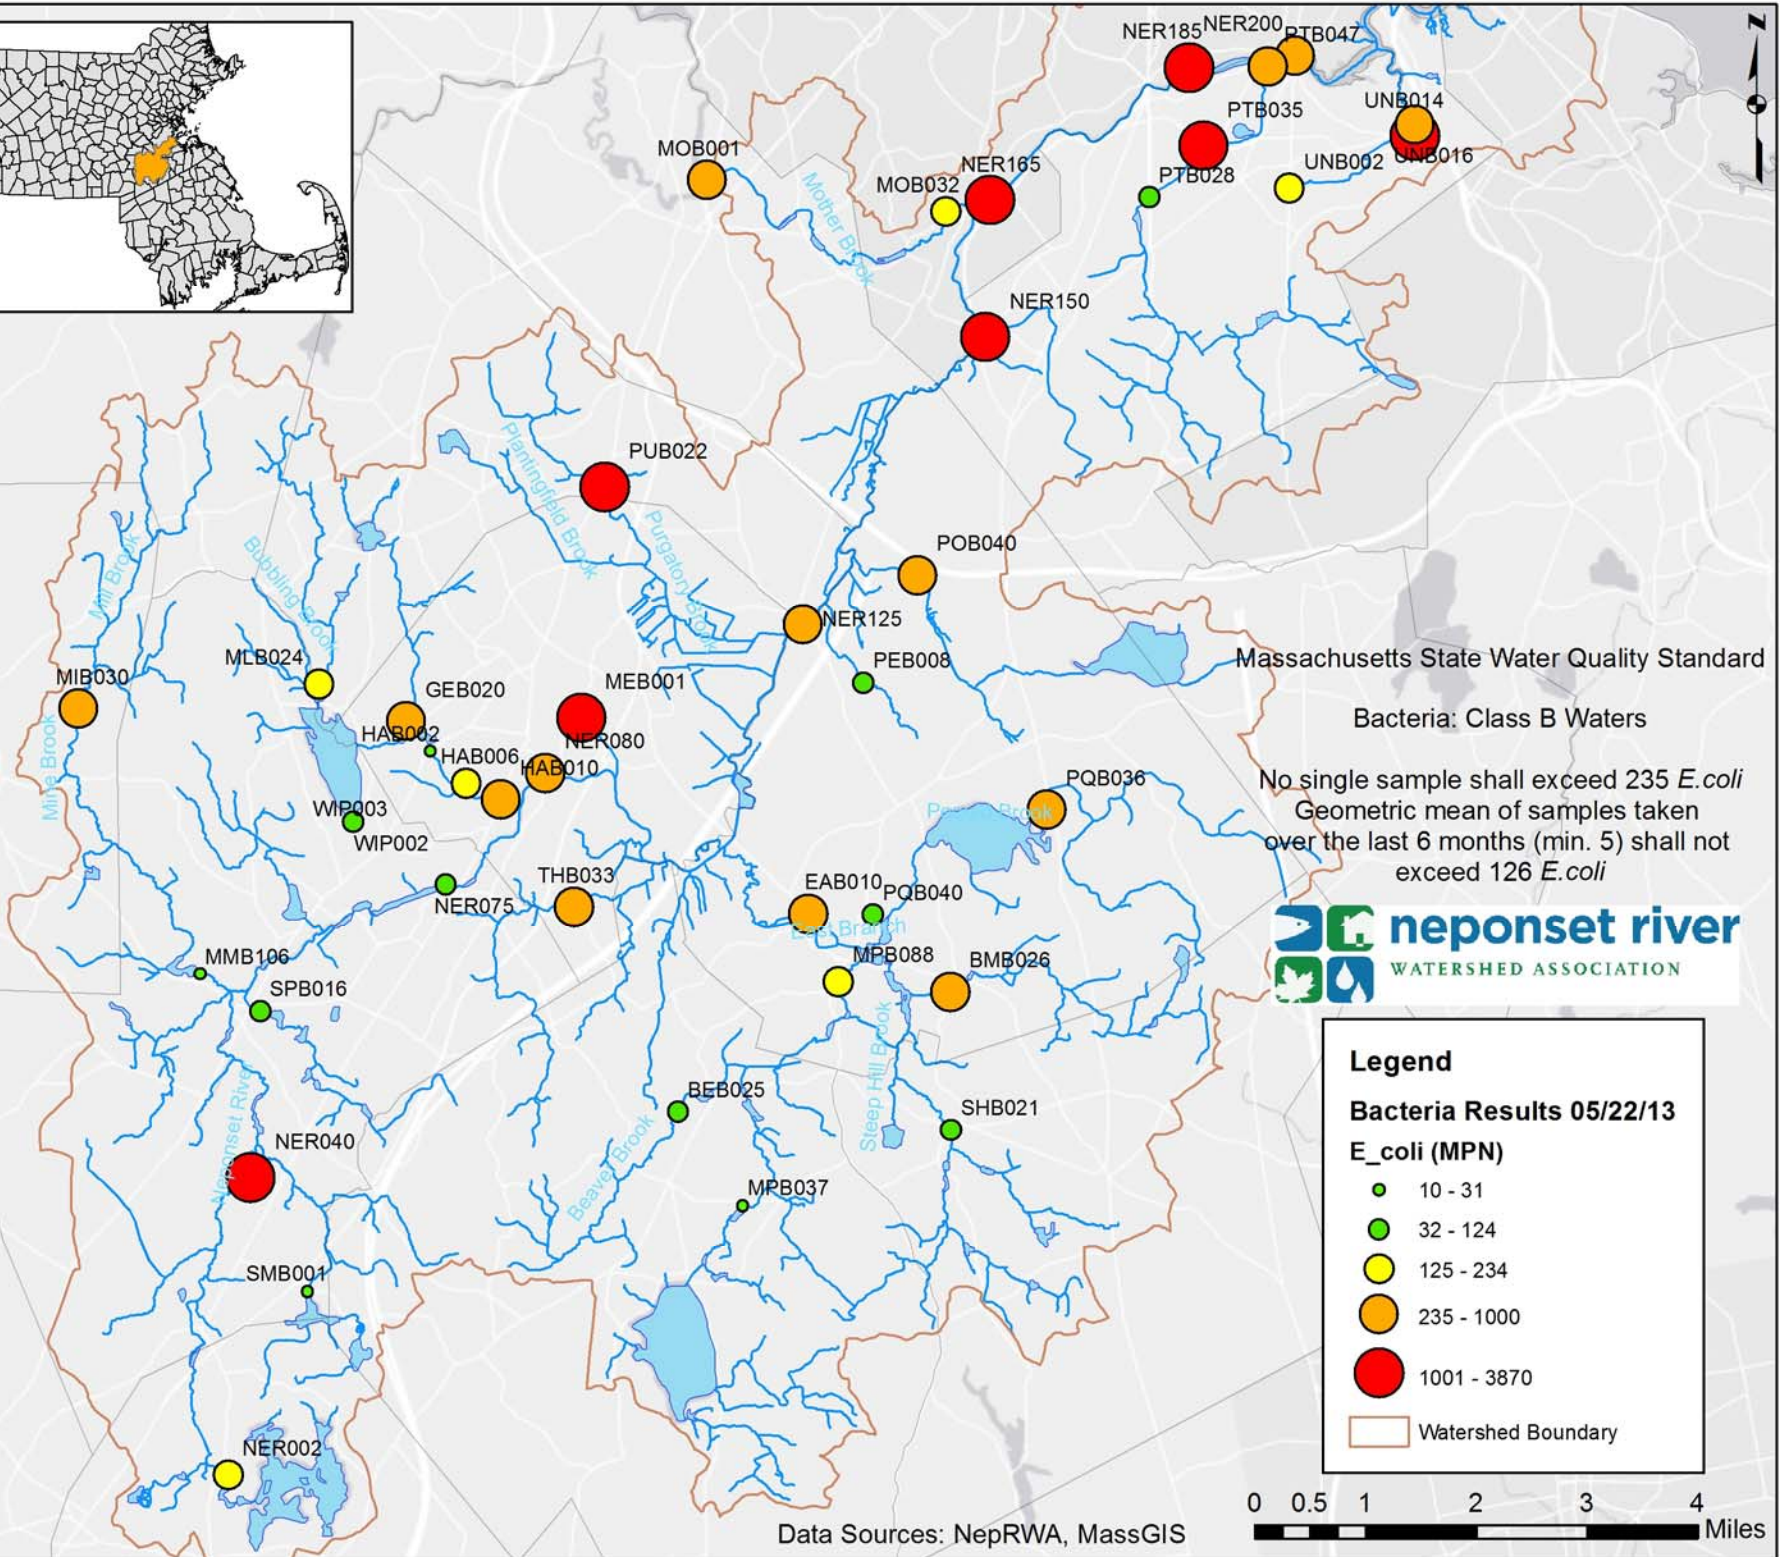 NER185
NER200
PTB047
PTB035
UNB014
MOB001
NER165
MOB032
PTB028
UNB002
UNB016
Mother Brook
NER150
PUB022
Plantingfield Brook
Purgatory Brook
POB040
Mill Brook
Bubbling Brook
NER125
PEB008
MLB024
MIB030
GEB020
MEB001
HAB002
NER080
HAB006
HAB010
Mine Brook
WIP003
WIP002
PQB036
THB033
NER075
EAB010
PQB040
East Branch
MPB088
BMB026
MMB106
SPB016
Steep Hill Brook
BEB025
SHB021
Neponset River
NER040
Beaver Brook
MPB037
SMB001
NER002
Massachusetts State Water Quality Standard
Bacteria: Class B Waters
No single sample shall exceed 235 E.coli
Geometric mean of samples taken
over the last 6 months (min. 5) shall not
exceed 126 E.coli
neponset river
WATERSHED ASSOCIATION
Legend
Bacteria Results 05/22/13
E_coli (MPN)
10 - 31
32 - 124
125 - 234
235 - 1000
1001 - 3870
Watershed Boundary
0 0.5 1 2 3 4
Miles
Data Sources: NepRWA, MassGIS
N